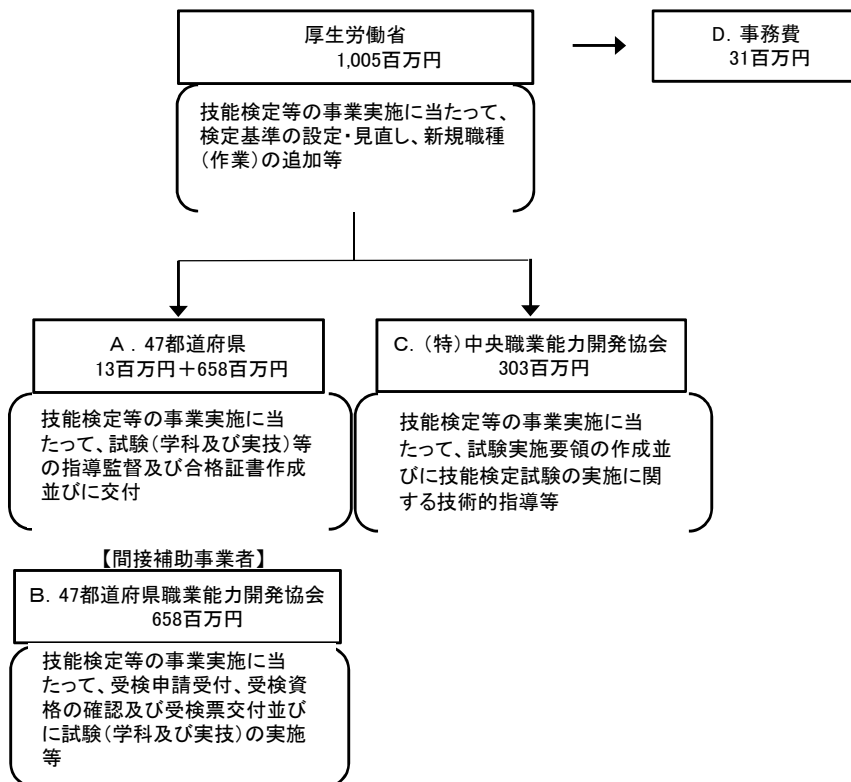 厚生労働省
1,005百万円
D. 事務費
31百万円
技能検定等の事業実施に当たって、
検定基準の設定・見直し、新規職種
(作業)の追加等
A . 47都道府県
13百万円＋658百万円
C. (特)中央職業能力開発協会
303百万円
技能検定等の事業実施に当
たって、試験(学科及び実技)等
の指導監督及び合格証書作成
並びに交付
技能検定等の事業実施に当
たって、試験実施要領の作成並
びに技能検定試験の実施に関
する技術的指導等
【間接補助事業者】
B. 47都道府県職業能力開発協会
658百万円
技能検定等の事業実施に当
たって、受検申請受付、受検資
格の確認及び受検票交付並び
に試験(学科及び実技)の実施
等